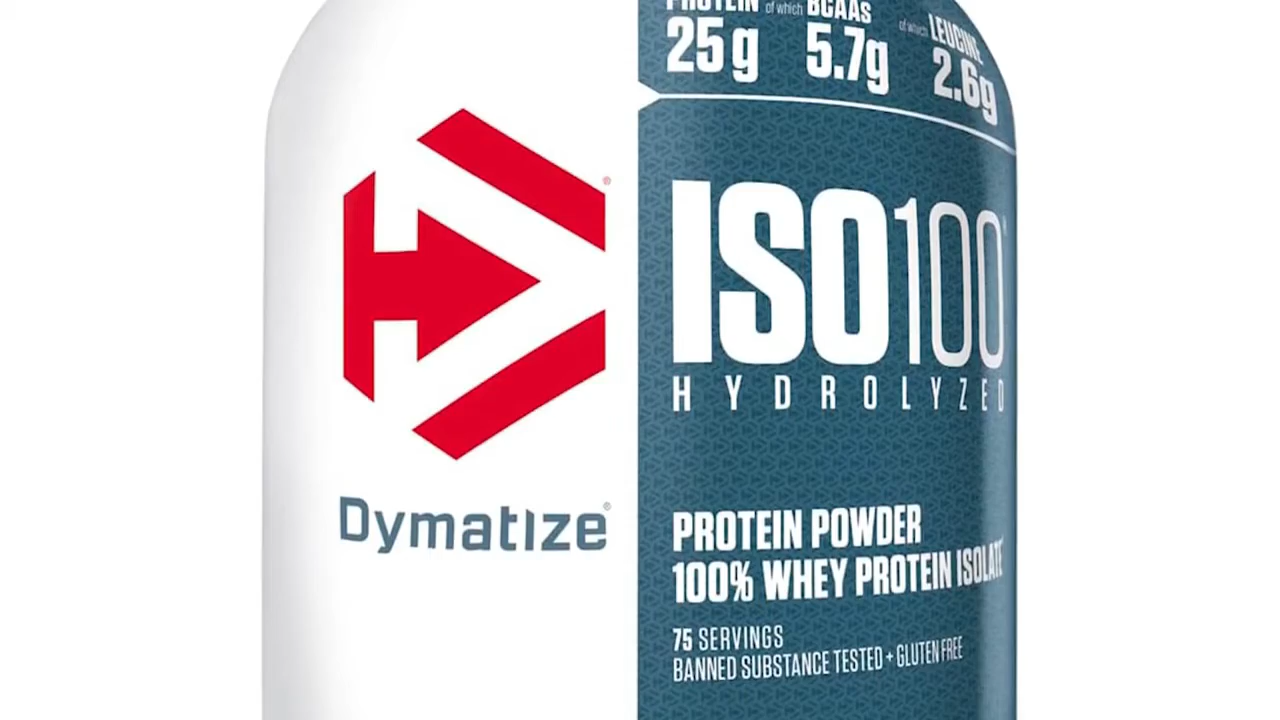 PROTEIN of which BCAAs of which LEUCINE
25g 5.7g 2.6g
ISO100®
HYDROLYZED
Dymatize®
PROTEIN POWDER
100% WHEY PROTEIN ISOLATE
75 SERVINGS
BANNED SUBSTANCE TESTED + GLUTEN FREE